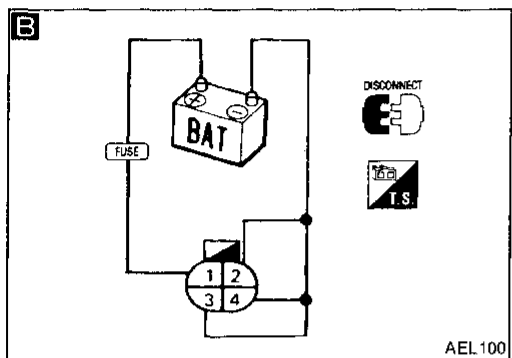 B
DISCONNECT
+ −
BAT
FUSE
T.S.
1 2
3 4
AEL100